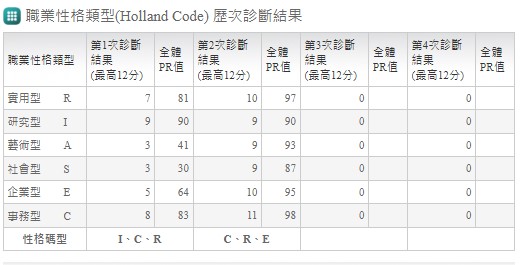 職業性格類型(Holland Code) 歷次診斷結果
職業性格類型 第1次診斷結果(最高12分) 全體PR值 第2次診斷結果(最高12分) 全體PR值 第3次診斷結果(最高12分) 全體PR值 第4次診斷結果(最高12分) 全體PR值
實用型 R 7 81 10 97 0 0
研究型 I 9 90 9 90 0 0
藝術型 A 3 41 9 93 0 0
社會型 S 3 30 9 87 0 0
企業型 E 5 64 10 95 0 0
事務型 C 8 83 11 98 0 0
性格碼型 I、C、R C、R、E